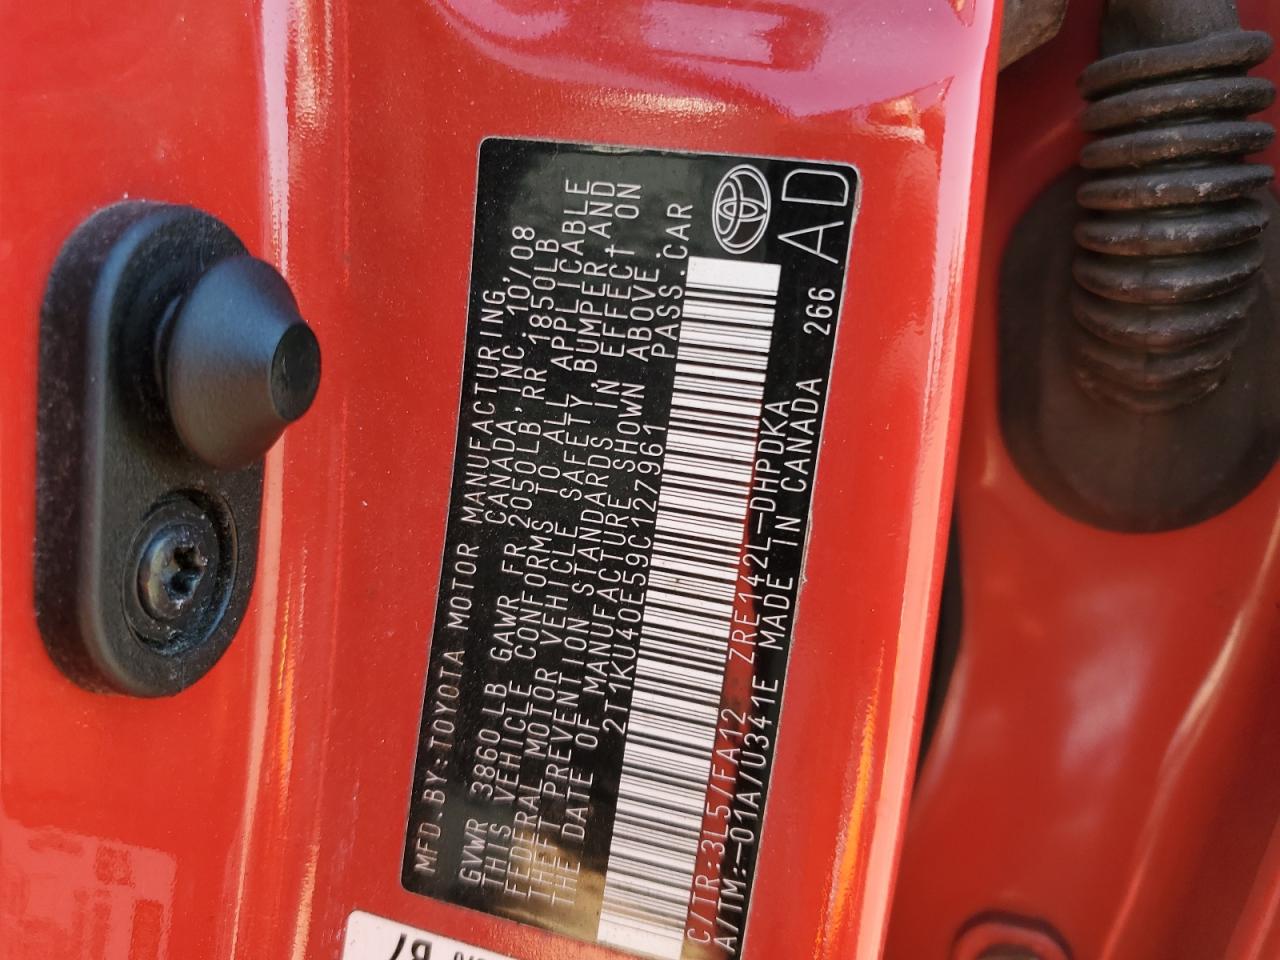 MFD.BY:TOYOTA MOTOR MANUFACTURING,
CANADA,INC. 10/08
GVWR 3860LB GAWR FR 2050LB,RR 1850LB
THIS VEHICLE CONFORMS TO ALL APPLICABLE
FEDERAL MOTOR VEHICLE SAFETY,BUMPER,AND
THEFT PREVENTION STANDARDS IN EFFECT ON
THE DATE OF MANUFACTURE SHOWN ABOVE.
2T1KU40E59C127961 PASS.CAR
C/TR:3L5/FA12 ZRE142L-DHPDKA
A/TM:-01A/U341E MADE IN CANADA 266
AD
B7